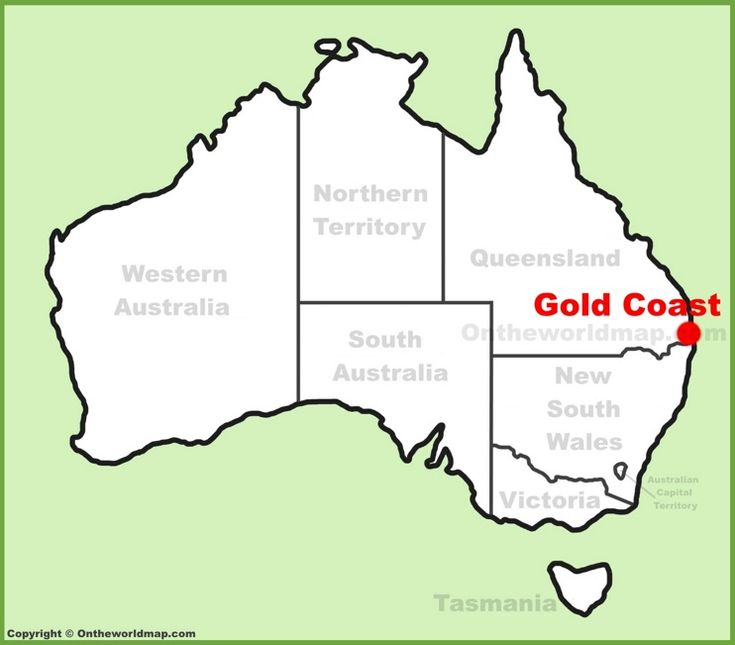 Northern
Territory
Western
Australia
Queensland
Gold Coast
Ontheworldmap.com
South
Australia
New
South
Wales
Australian
Capital
Territory
Victoria
Tasmania
Copyright © Ontheworldmap.com